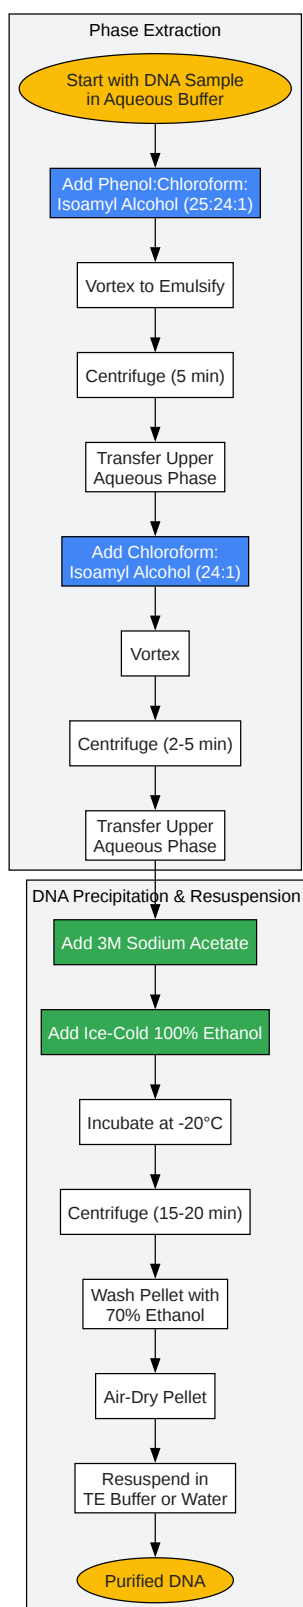 Phase Extraction
Start with DNA Sample
in Aqueous Buffer
Add Phenol:Chloroform:
Isoamyl Alcohol (25:24:1)
Vortex to Emulsify
Centrifuge (5 min)
Transfer Upper
Aqueous Phase
Add Chloroform:
Isoamyl Alcohol (24:1)
Vortex
Centrifuge (2-5 min)
Transfer Upper
Aqueous Phase
DNA Precipitation & Resuspension
Add 3M Sodium Acetate
Add Ice-Cold 100% Ethanol
Incubate at -20°C
Centrifuge (15-20 min)
Wash Pellet with
70% Ethanol
Air-Dry Pellet
Resuspend in
TE Buffer or Water
Purified DNA